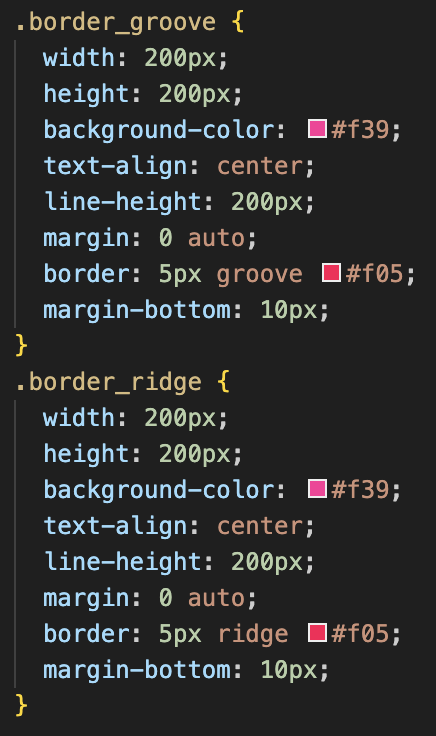 .border_groove {
  width: 200px;
  height: 200px;
  background-color: #f39;
  text-align: center;
  line-height: 200px;
  margin: 0 auto;
  border: 5px groove #f05;
  margin-bottom: 10px;
}
.border_ridge {
  width: 200px;
  height: 200px;
  background-color: #f39;
  text-align: center;
  line-height: 200px;
  margin: 0 auto;
  border: 5px ridge #f05;
  margin-bottom: 10px;
}